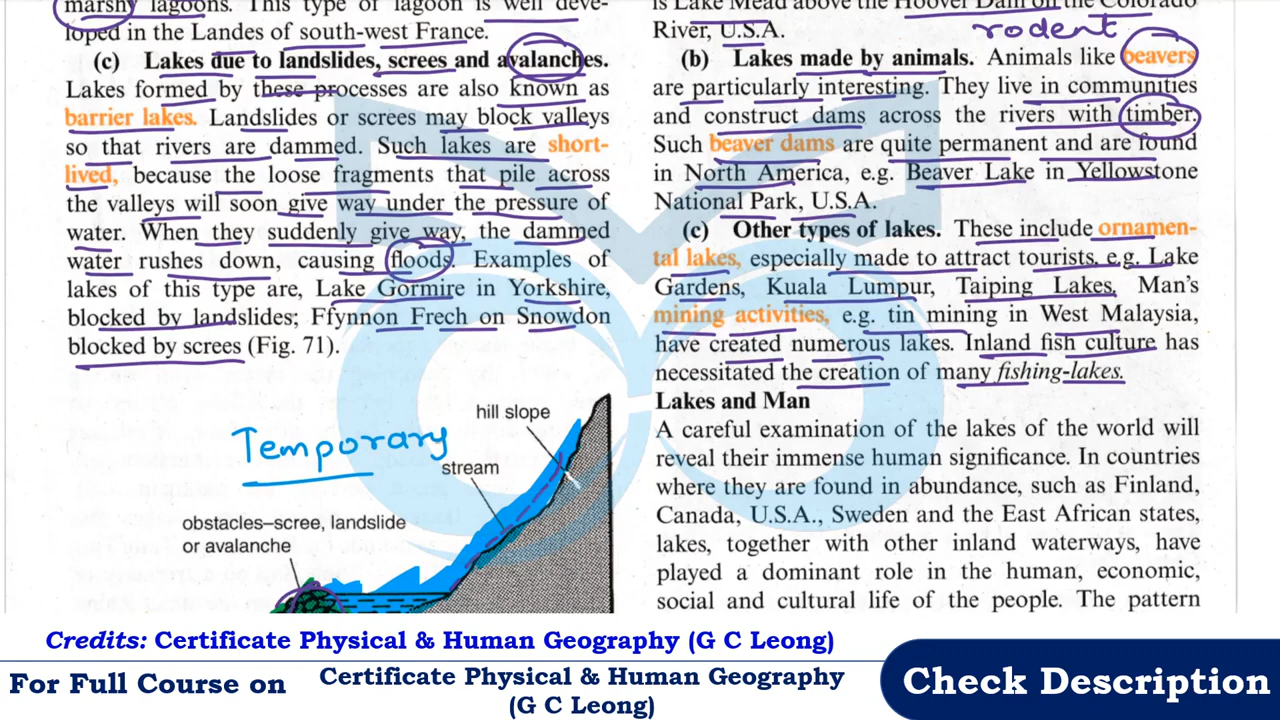 marshy lagoons. This type of lagoon is well deve-
loped in the Landes of south-west France.
(c) Lakes due to landslides, screes and avalanches.
Lakes formed by these processes are also known as
barrier lakes. Landslides or screes may block valleys
so that rivers are dammed. Such lakes are short-
lived, because the loose fragments that pile across
the valleys will soon give way under the pressure of
water. When they suddenly give way, the dammed
water rushes down, causing floods. Examples of
lakes of this type are, Lake Gormire in Yorkshire,
blocked by landslides; Ffynnon Frech on Snowdon
blocked by screes (Fig. 71).
Temporary
hill slope
stream
obstacles–scree, landslide
or avalanche
is Lake Mead above the Hoover Dam on the Colorado
River, U.S.A.
rodent
(b) Lakes made by animals. Animals like beavers
are particularly interesting. They live in communities
and construct dams across the rivers with timber.
Such beaver dams are quite permanent and are found
in North America, e.g. Beaver Lake in Yellowstone
National Park, U.S.A.
(c) Other types of lakes. These include ornamen-
tal lakes, especially made to attract tourists, e.g. Lake
Gardens, Kuala Lumpur, Taiping Lakes. Man's
mining activities, e.g. tin mining in West Malaysia,
have created numerous lakes. Inland fish culture has
necessitated the creation of many fishing-lakes.
Lakes and Man
A careful examination of the lakes of the world will
reveal their immense human significance. In countries
where they are found in abundance, such as Finland,
Canada, U.S.A., Sweden and the East African states,
lakes, together with other inland waterways, have
played a dominant role in the human, economic,
social and cultural life of the people. The pattern
Credits: Certificate Physical & Human Geography (G C Leong)
For Full Course on
Certificate Physical & Human Geography
(G C Leong)
Check Description